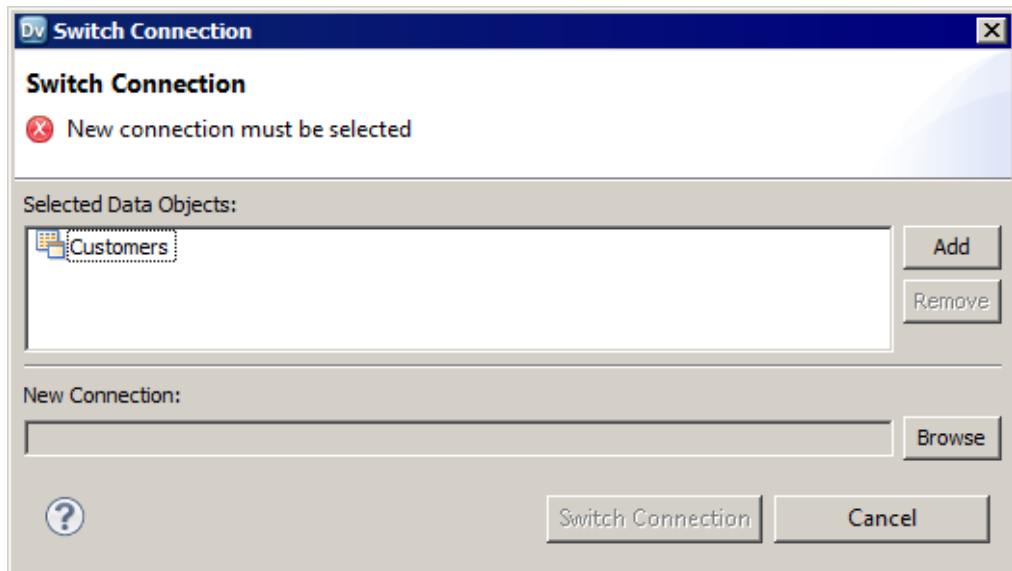 Dv Switch Connection
Switch Connection
New connection must be selected
Selected Data Objects:
Customers
Add
Remove
New Connection:
Browse
?
Switch Connection
Cancel